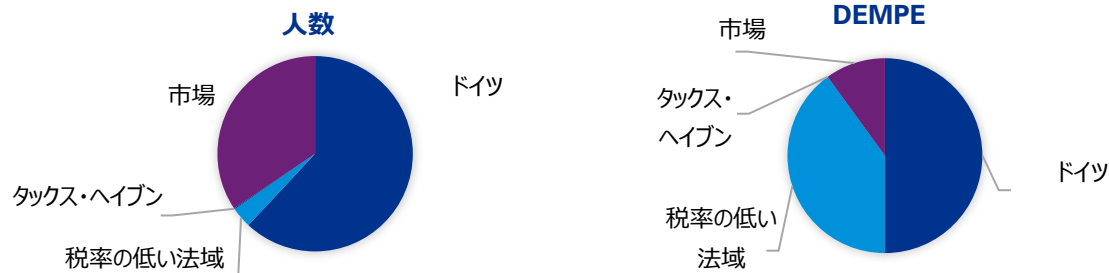 人数
市場
ドイツ
タックス・ヘイブン
税率の低い法域
DEMPE
市場
タックス・
ヘイブン
ドイツ
税率の低い
法域